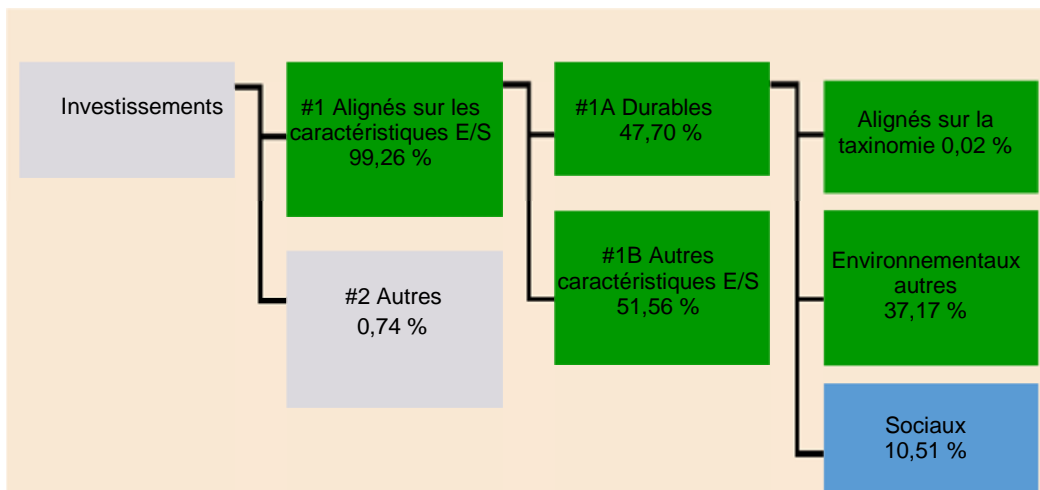 Investissements
#1 Alignés sur les
caractéristiques E/S
99,26 %
#2 Autres
0,74 %
#1A Durables
47,70 %
#1B Autres
caractéristiques E/S
51,56 %
Alignés sur la
taxinomie 0,02 %
Environnementaux
autres
37,17 %
Sociaux
10,51 %